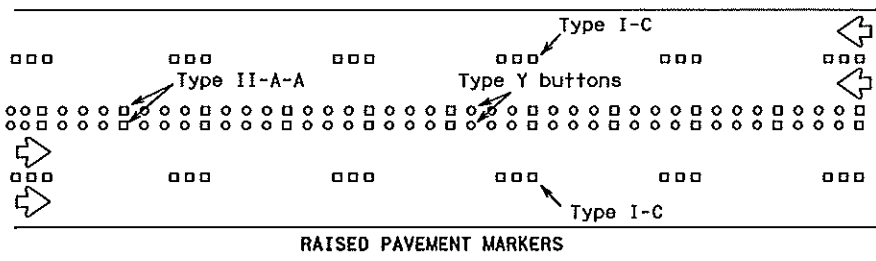 Type I-C
Type II-A-A
Type Y buttons
Type I-C
RAISED PAVEMENT MARKERS